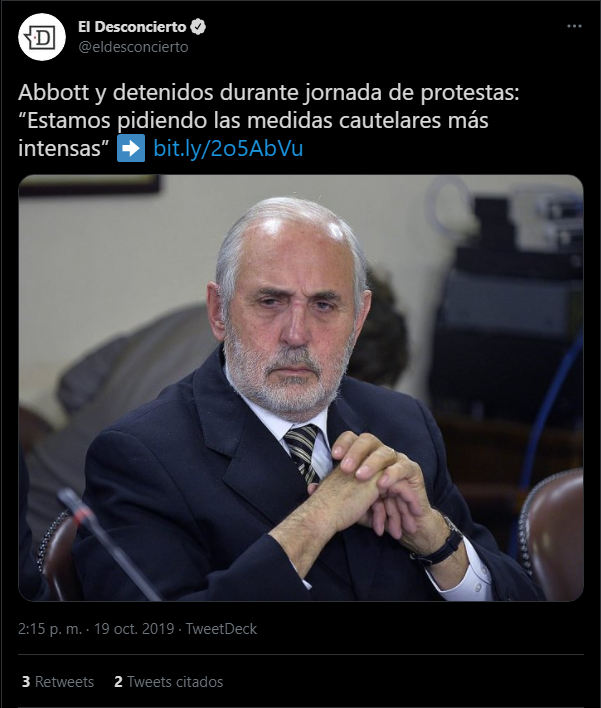 El Desconcierto
@eldesconcierto
Abbott y detenidos durante jornada de protestas:
“Estamos pidiendo las medidas cautelares más
intensas” ➡ bit.ly/2o5AbVu
2:15 p. m. · 19 oct. 2019 · TweetDeck
3 Retweets 2 Tweets citados